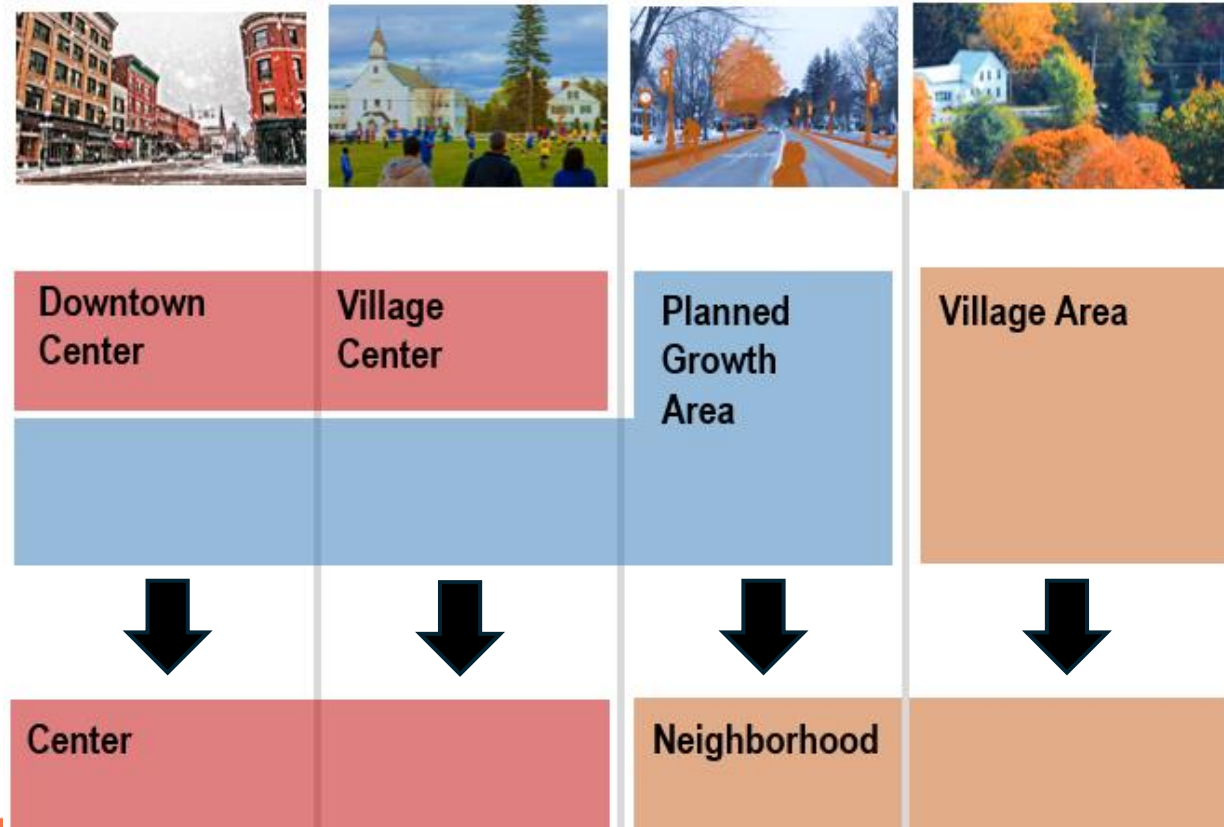 Downtown
Center
Village
Center
Planned
Growth
Area
Village Area
Center
Neighborhood